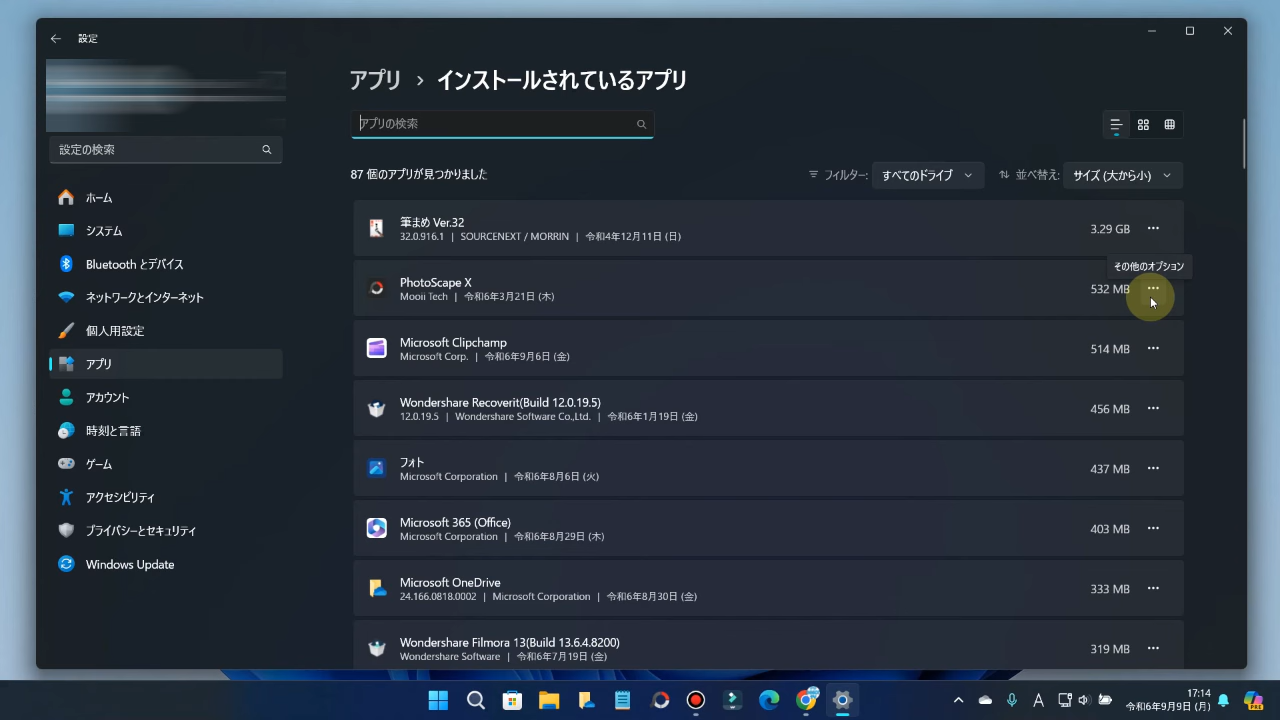 設定
アプリ › インストールされているアプリ
アプリの検索
設定の検索
87 個のアプリが見つかりました
フィルター: すべてのドライブ
並べ替え: サイズ (大から小)
ホーム
システム
Bluetooth とデバイス
ネットワークとインターネット
個人用設定
アプリ
アカウント
時刻と言語
ゲーム
アクセシビリティ
プライバシーとセキュリティ
Windows Update
筆まめ Ver.32
32.0.916.1 | SOURCENEXT / MORRIN | 令和4年12月11日 (日)
3.29 GB
その他のオプション
PhotoScape X
Mooii Tech | 令和6年3月21日 (木)
532 MB
Microsoft Clipchamp
Microsoft Corp. | 令和6年9月6日 (金)
514 MB
Wondershare Recoverit(Build 12.0.19.5)
12.0.19.5 | Wondershare Software Co.,Ltd. | 令和6年1月19日 (金)
456 MB
フォト
Microsoft Corporation | 令和6年8月6日 (火)
437 MB
Microsoft 365 (Office)
Microsoft Corporation | 令和6年8月29日 (木)
403 MB
Microsoft OneDrive
24.166.0818.0002 | Microsoft Corporation | 令和6年8月30日 (金)
333 MB
Wondershare Filmora 13(Build 13.6.4.8200)
Wondershare Software | 令和6年7月19日 (金)
319 MB
A
17:14
令和6年9月9日 (月)
PRE